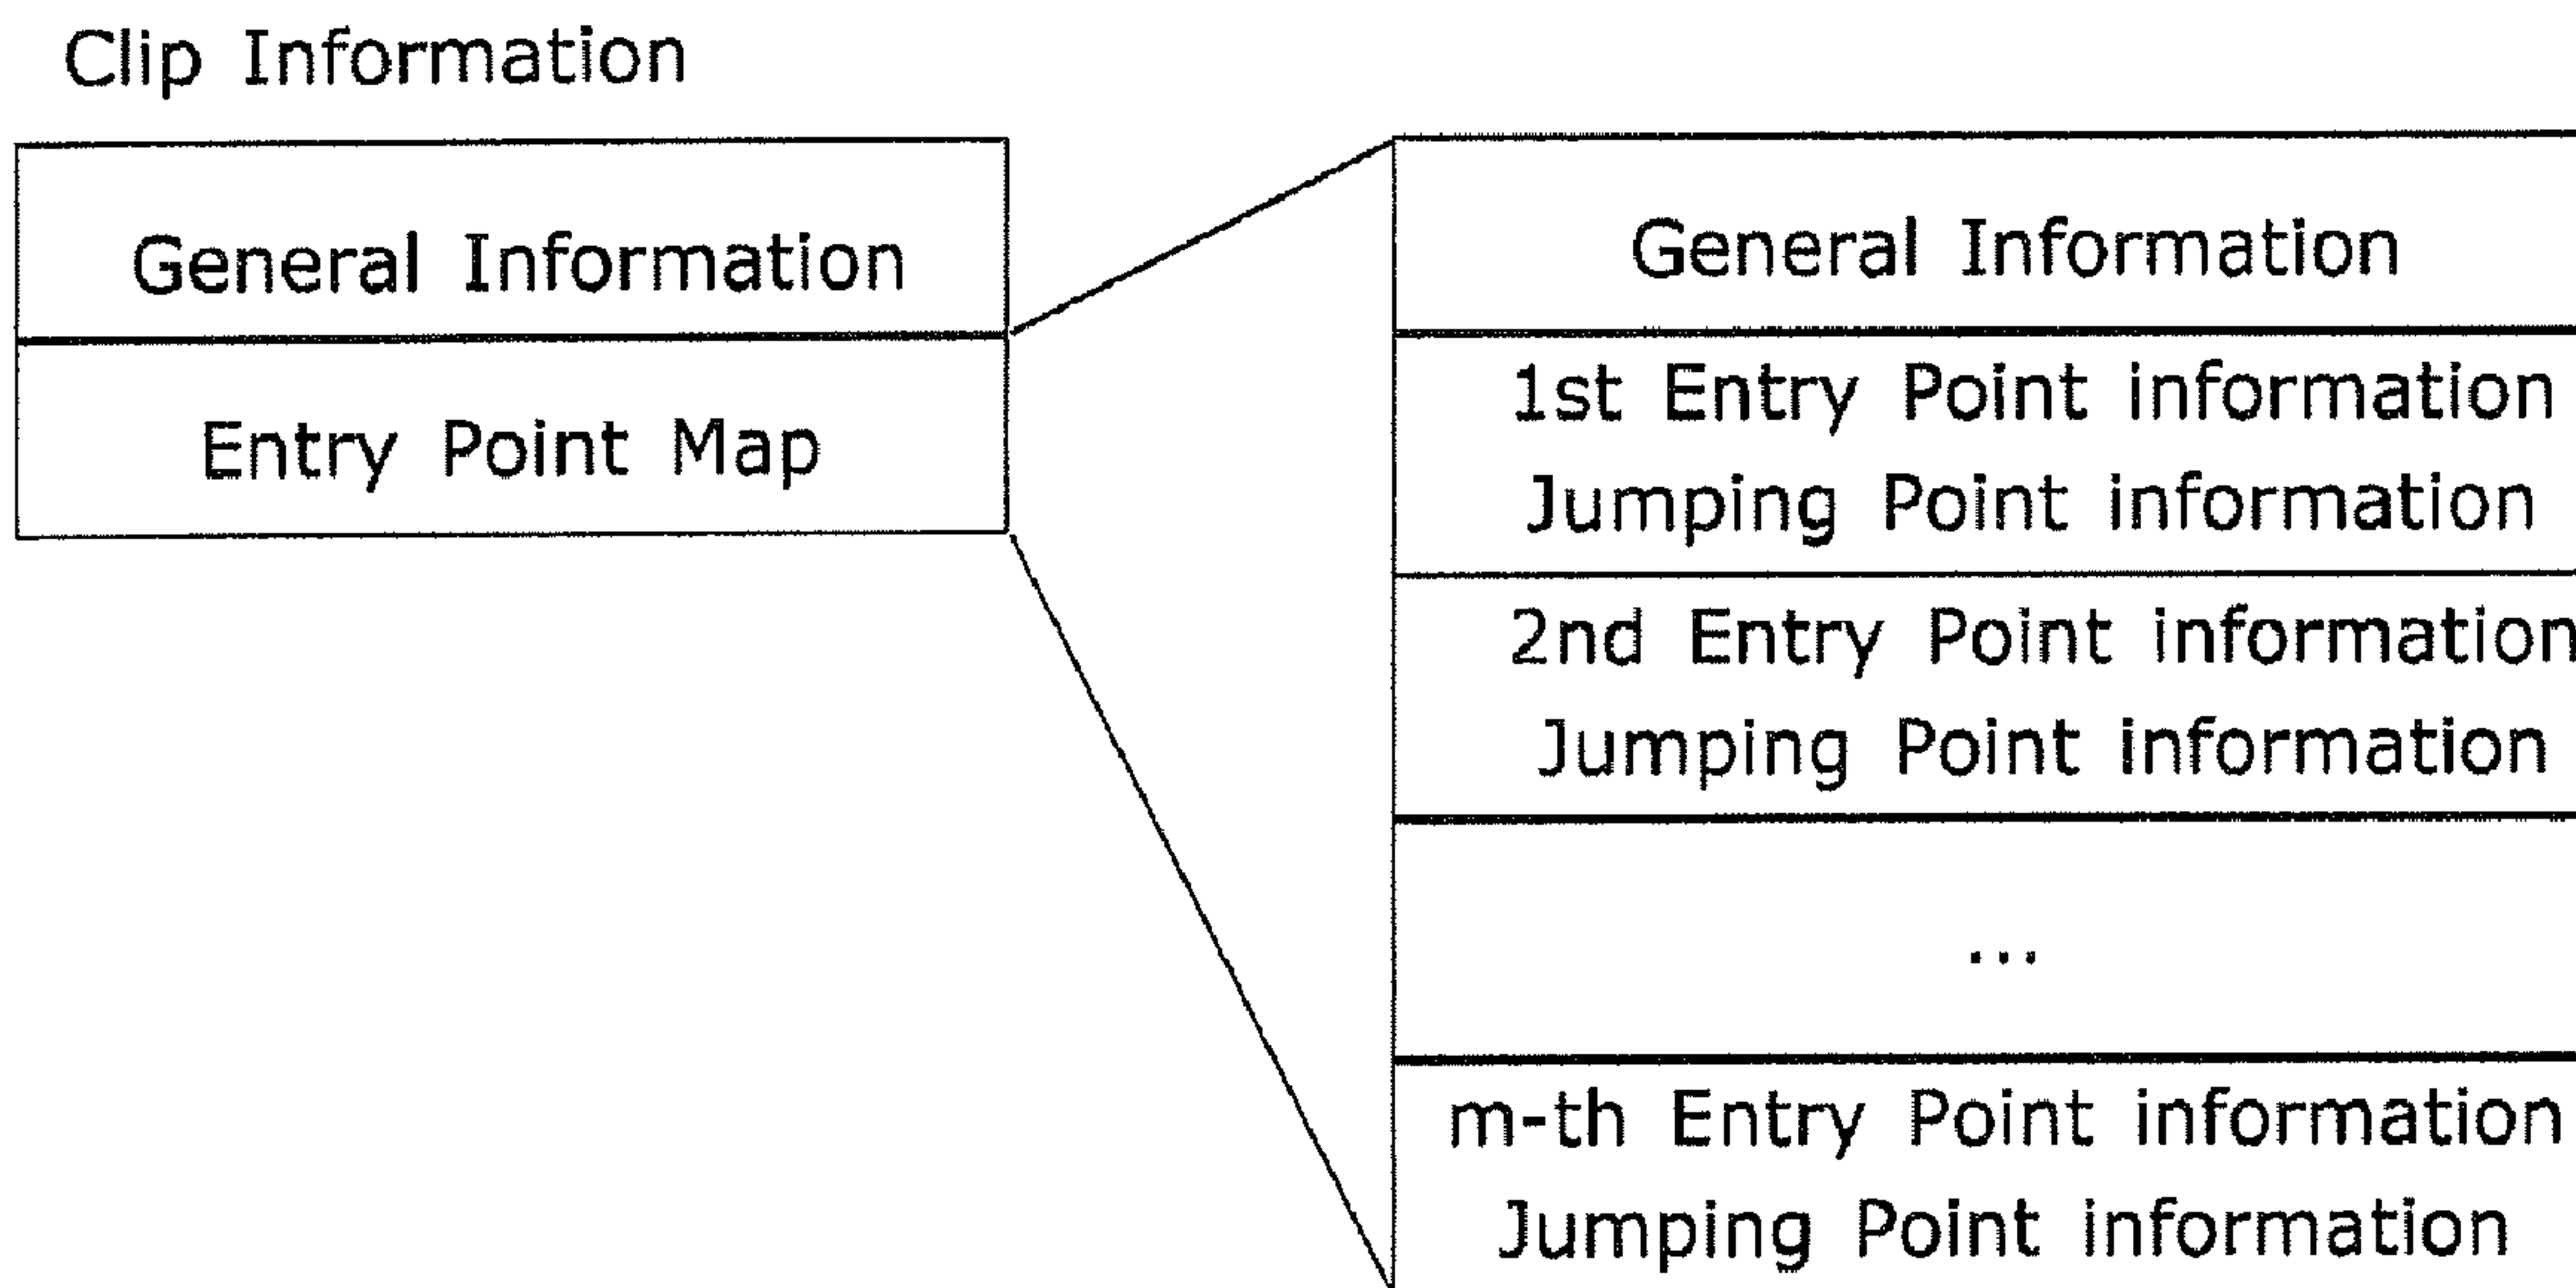 Clip Information
General Information
Entry Point Map
General Information
1st Entry Point information
Jumping Point information
2nd Entry Point information
Jumping Point information
...
m-th Entry Point information
Jumping Point information